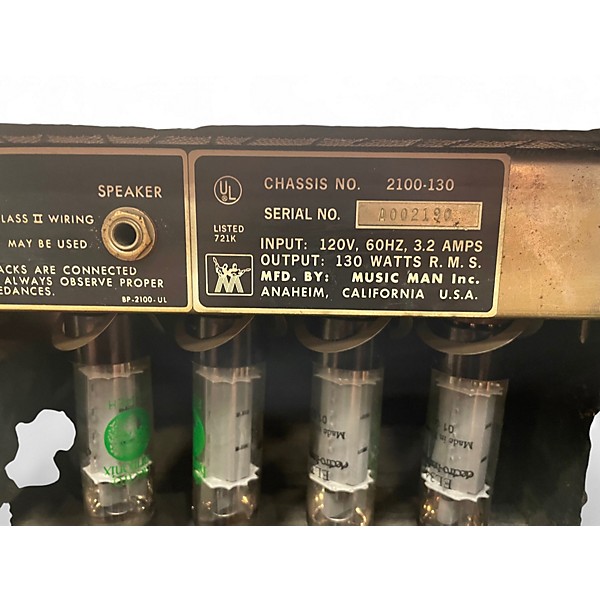 SPEAKER
LASS II WIRING
MAY BE USED
ACKS ARE CONNECTED
ALWAYS OBSERVE PROPER
EDANCES.
BP-2100-UL
UL
LISTED
721K
CHASSIS NO. 2100-130
SERIAL NO. A002190
INPUT: 120V, 60HZ, 3.2 AMPS
OUTPUT: 130 WATTS R.M.S.
MFD. BY: MUSIC MAN Inc.
ANAHEIM, CALIFORNIA U.S.A.